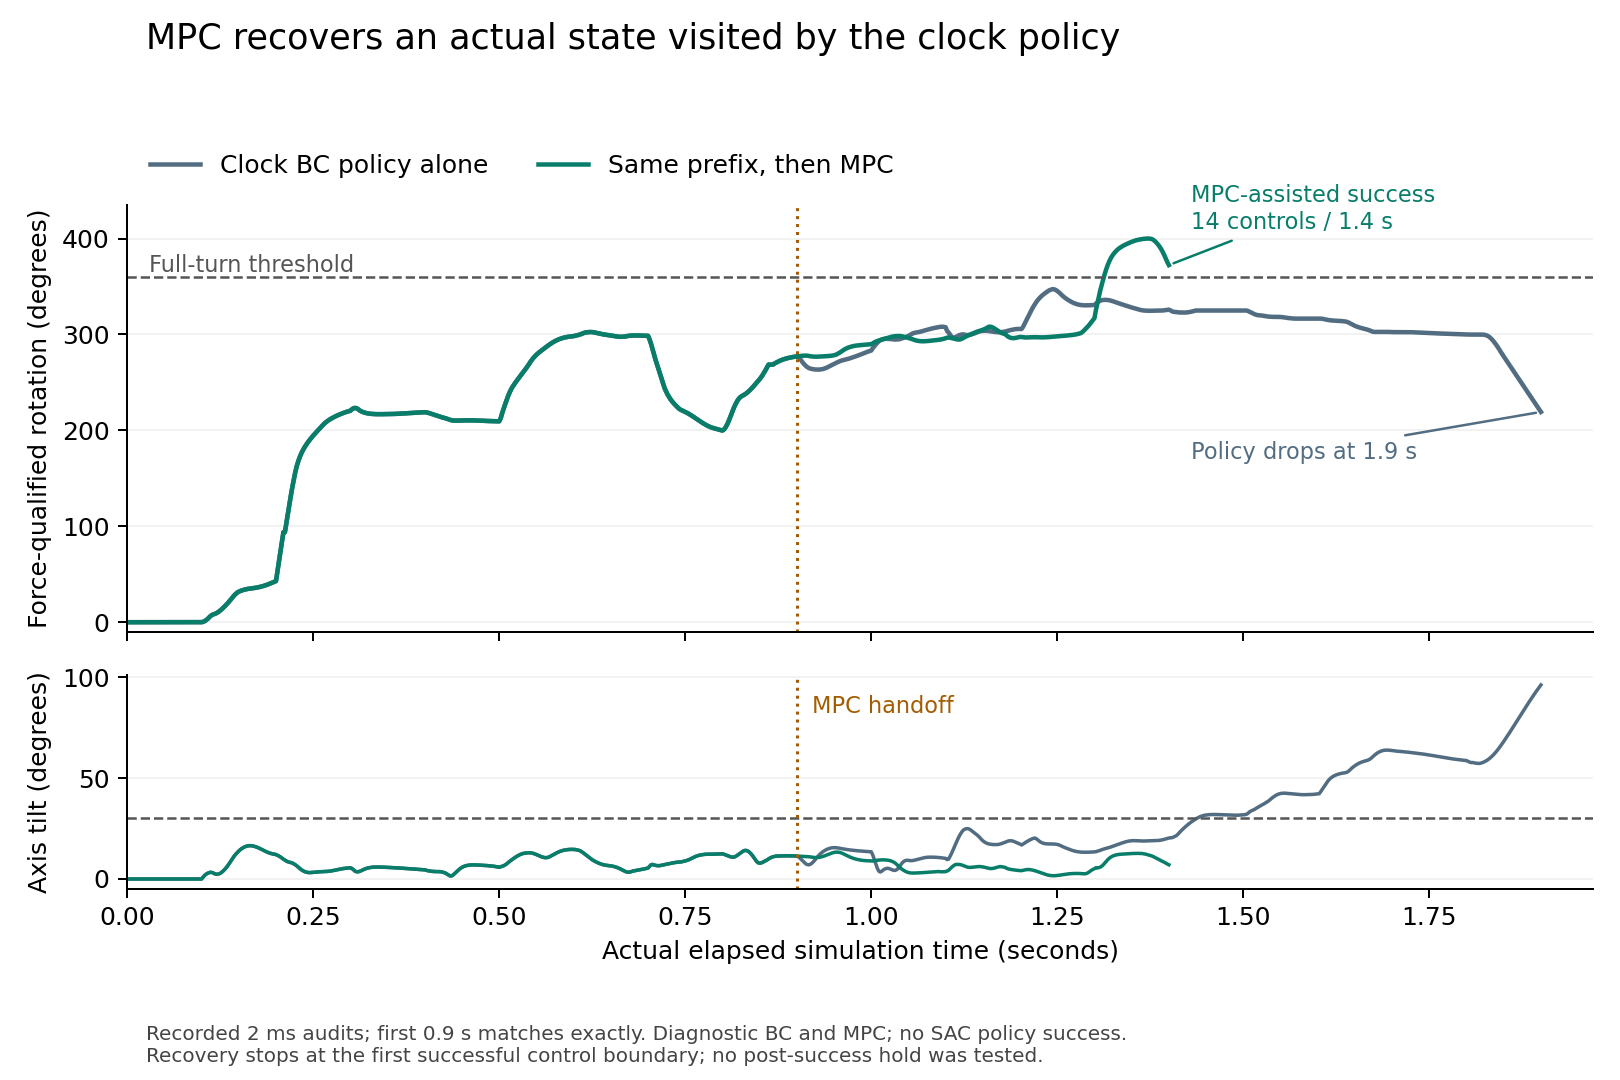 MPC recovers an actual state visited by the clock policy
Clock BC policy alone
Same prefix, then MPC
MPC-assisted success
14 controls / 1.4 s
Force-qualified rotation (degrees)
400
300
200
100
0
Full-turn threshold
Policy drops at 1.9 s
Axis tilt (degrees)
100
50
0
MPC handoff
0.00
0.25
0.50
0.75
1.00
1.25
1.50
1.75
Actual elapsed simulation time (seconds)
Recorded 2 ms audits; first 0.9 s matches exactly. Diagnostic BC and MPC; no SAC policy success.
Recovery stops at the first successful control boundary; no post-success hold was tested.